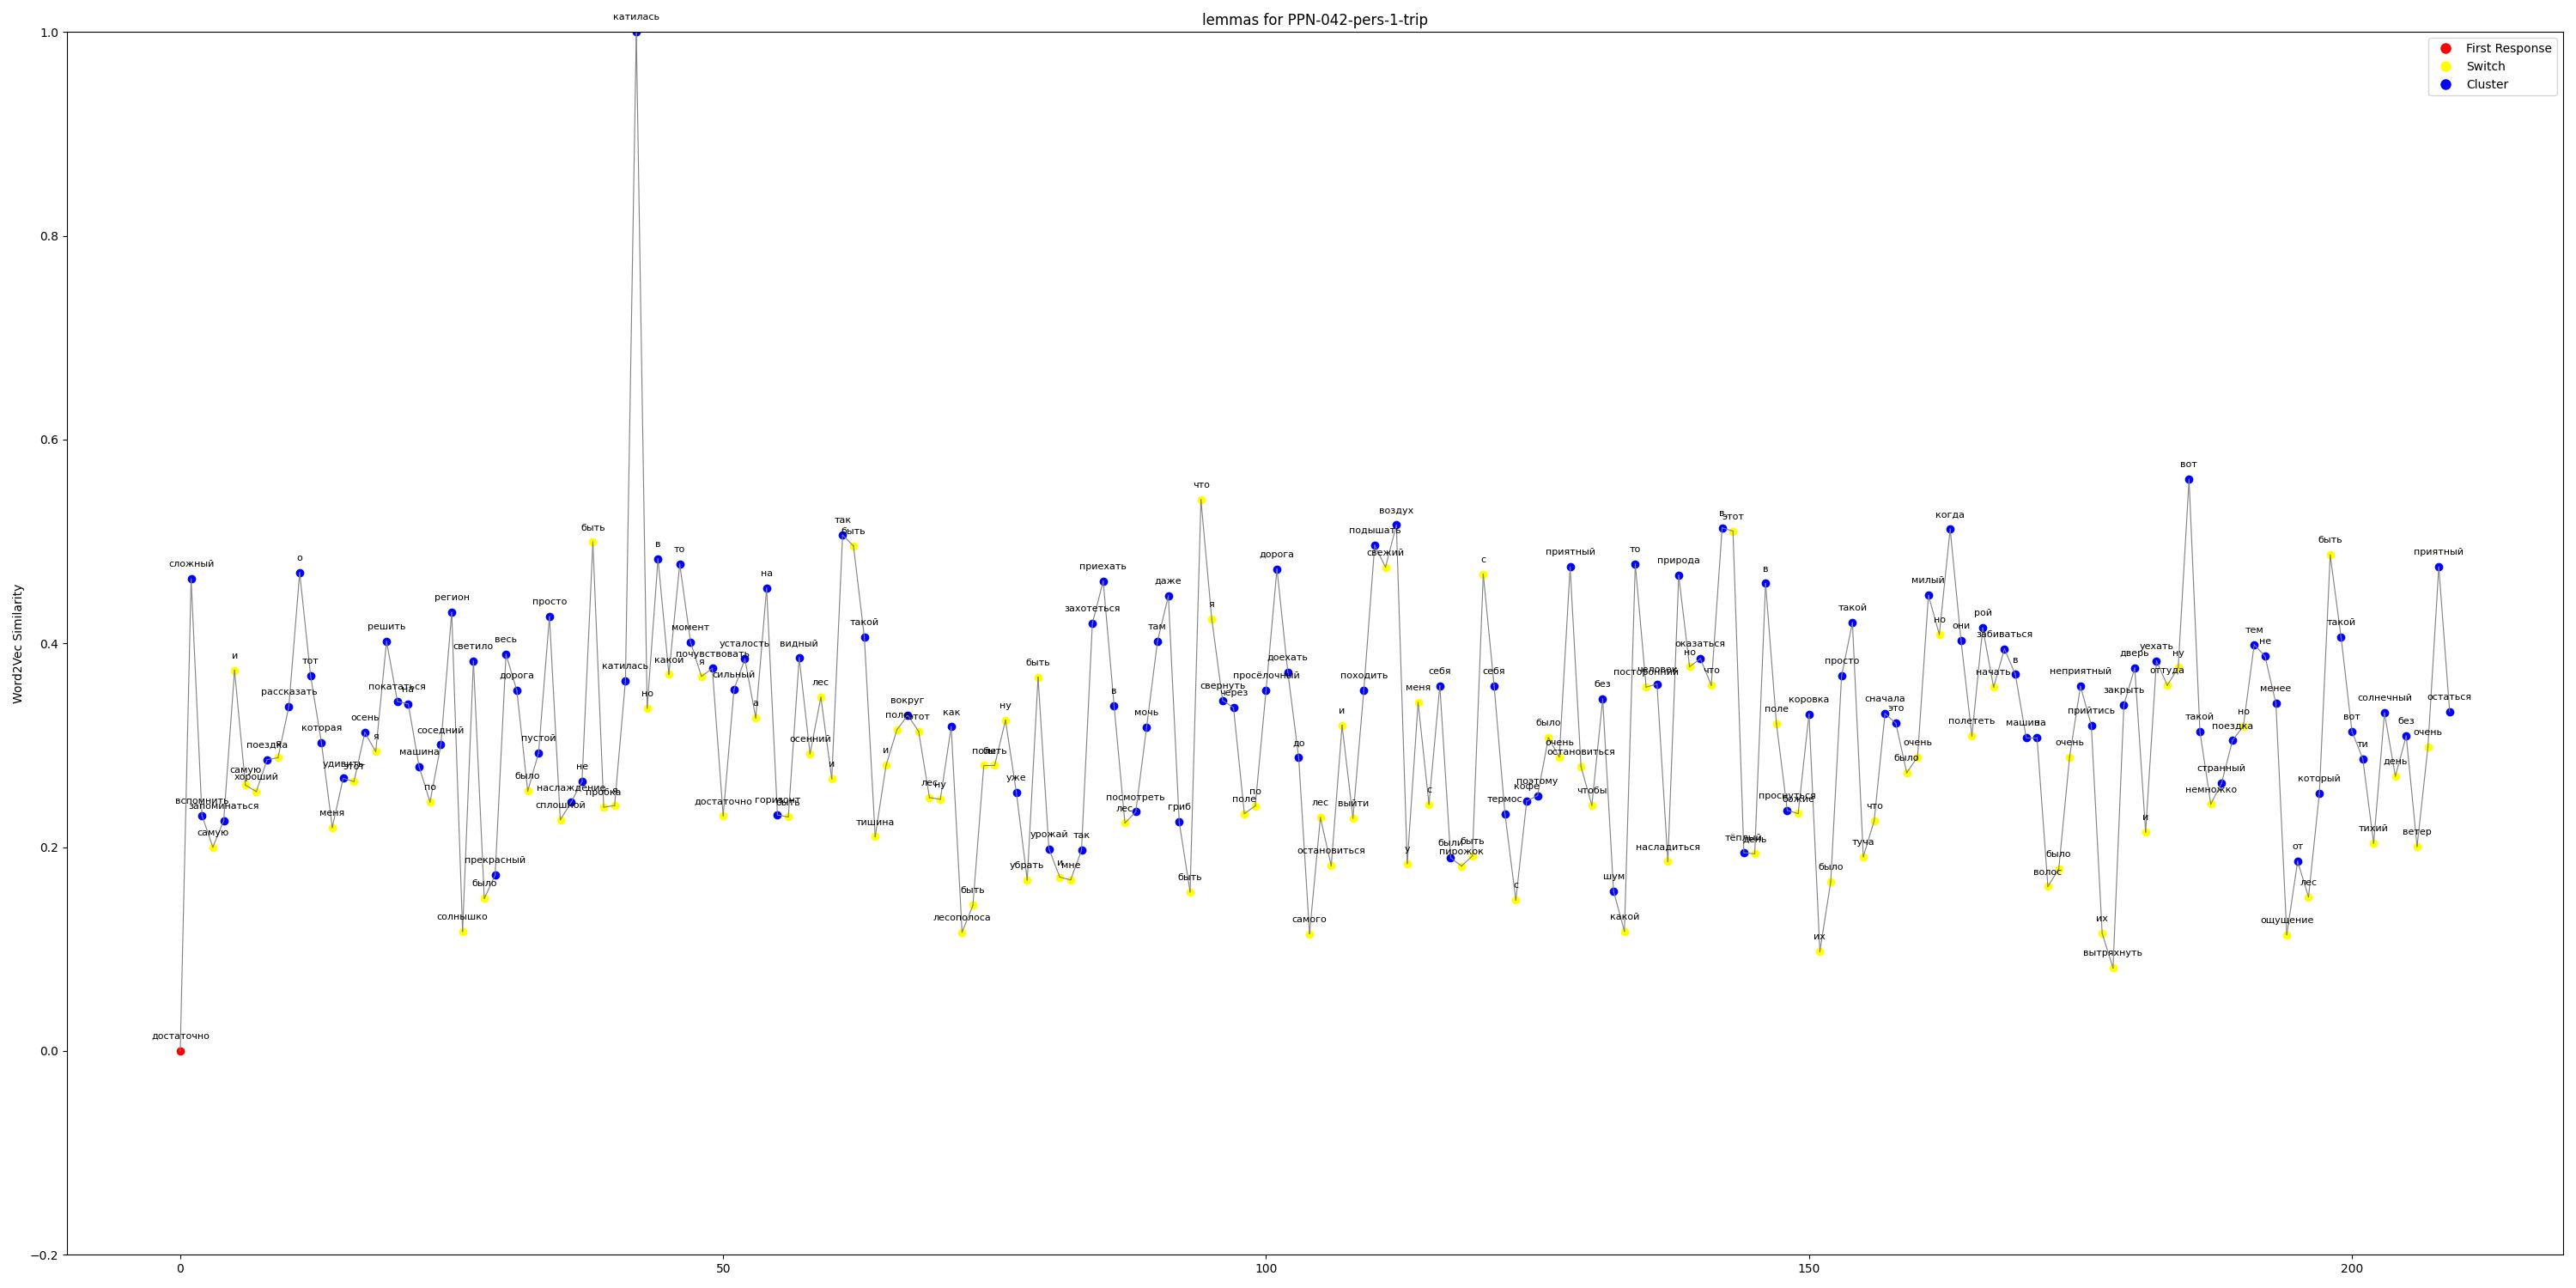 lemmas for PPN-042-pers-1-trip
First Response
Switch
Cluster
Word2Vec Similarity
1.0
0.8
0.6
0.4
0.2
0.0
−0.2
0
50
100
150
200
достаточно
сложный
вспомнить
самую
запоминаться
и
самую
хороший
поездка
рассказать
о
тот
которая
меня
удивить
этот
осень
я
решить
покататься
на
машина
по
соседний
регион
солнышко
светило
было
прекрасный
весь
дорога
было
пустой
просто
сплошной
наслаждение
не
быть
пробка
катилась
катилась
но
в
какой
то
момент
я
почувствовать
достаточно
сильный
усталость
а
на
горизонт
быть
видный
осенний
лес
и
так
быть
такой
тишина
и
поле
вокруг
этот
лес
ну
как
лесополоса
быть
поле
быть
ну
уже
убрать
быть
урожай
и
мне
так
захотеться
приехать
в
лес
посмотреть
мочь
там
даже
гриб
быть
что
я
свернуть
через
поле
по
просёлочный
дорога
доехать
до
самого
лес
остановиться
и
выйти
походить
подышать
свежий
воздух
у
меня
с
себя
были
пирожок
быть
с
себя
термос
с
кофе
поэтому
было
очень
приятный
остановиться
чтобы
без
шум
какой
то
посторонний
человек
насладиться
природа
но
оказаться
что
в
этот
тёплый
день
в
поле
проснуться
божие
коровка
их
было
просто
такой
туча
что
сначала
это
было
очень
милый
но
когда
они
полететь
рой
начать
забиваться
в
машина
волос
было
очень
неприятный
прийтись
их
вытряхнуть
закрыть
дверь
и
уехать
оттуда
ну
вот
такой
немножко
странный
поездка
но
тем
не
менее
ощущение
от
лес
который
быть
такой
вот
ти
тихий
солнечный
день
без
ветер
очень
приятный
остаться